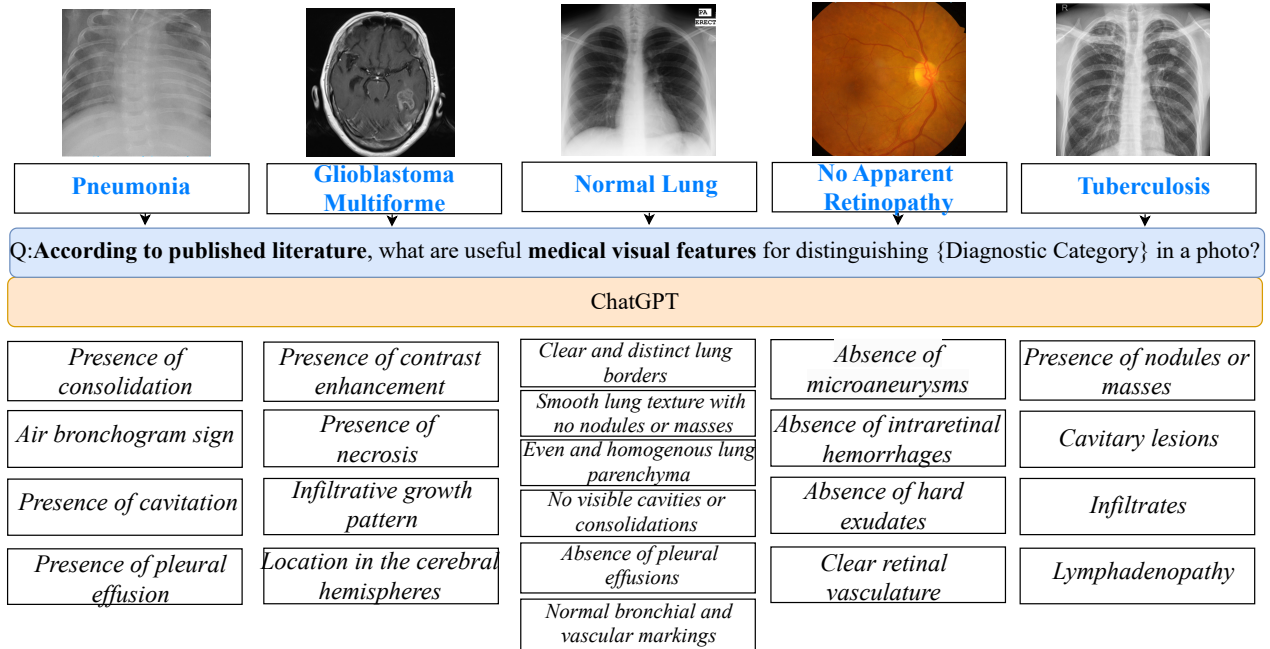 PA
ERECT
R
Pneumonia
Glioblastoma
Multiforme
Normal Lung
No Apparent
Retinopathy
Tuberculosis
Q:According to published literature, what are useful medical visual features for distinguishing {Diagnostic Category} in a photo?
ChatGPT
Presence of
consolidation
Air bronchogram sign
Presence of cavitation
Presence of pleural
effusion
Presence of contrast
enhancement
Presence of
necrosis
Infiltrative growth
pattern
Location in the cerebral
hemispheres
Clear and distinct lung
borders
Smooth lung texture with
no nodules or masses
Even and homogenous lung
parenchyma
No visible cavities or
consolidations
Absence of pleural
effusions
Normal bronchial and
vascular markings
Absence of
microaneurysms
Absence of intraretinal
hemorrhages
Absence of hard
exudates
Clear retinal
vasculature
Presence of nodules or
masses
Cavitary lesions
Infiltrates
Lymphadenopathy